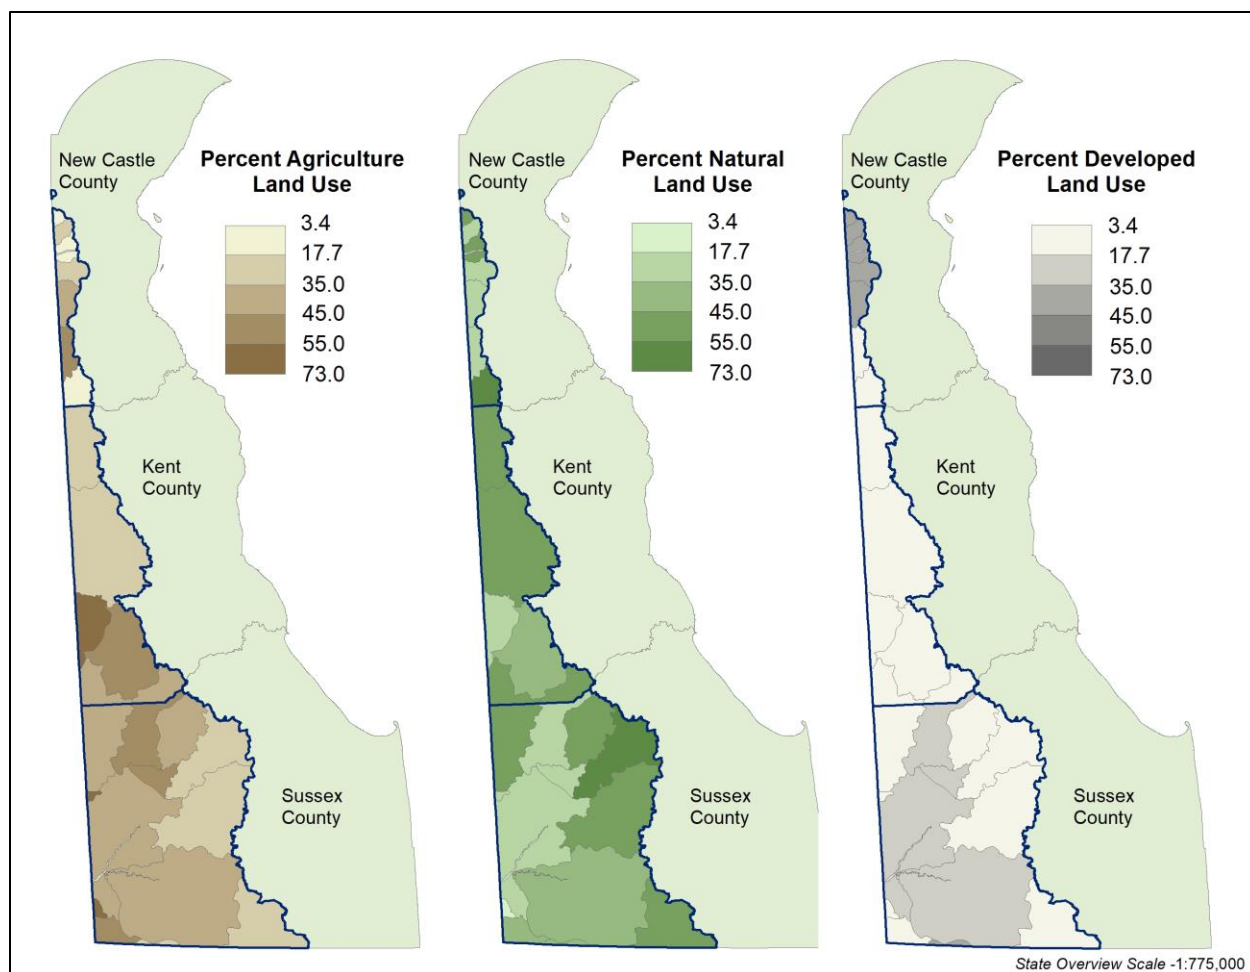 New Castle
County
Percent Agriculture
Land Use
3.4
17.7
35.0
45.0
55.0
73.0
Kent
County
Sussex
County
New Castle
County
Percent Natural
Land Use
3.4
17.7
35.0
45.0
55.0
73.0
Kent
County
Sussex
County
New Castle
County
Percent Developed
Land Use
3.4
17.7
35.0
45.0
55.0
73.0
Kent
County
Sussex
County
State Overview Scale -1:775,000